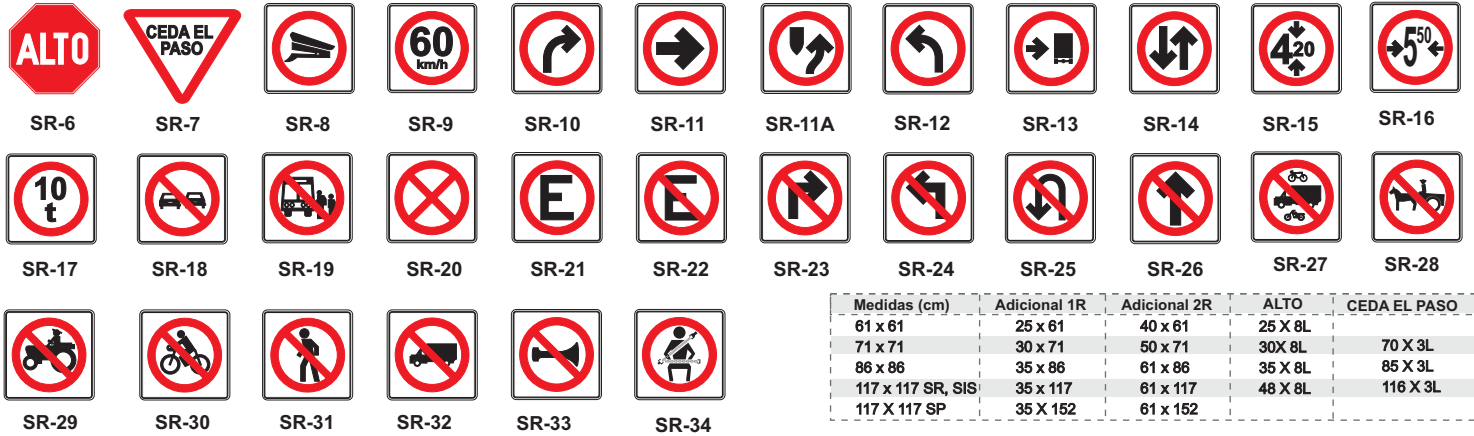 ALTO
CEDA EL
PASO
60
km/h
4.20
5.50
SR-6 SR-7 SR-8 SR-9 SR-10 SR-11 SR-11A SR-12 SR-13 SR-14 SR-15 SR-16
10
t
E
E
SR-17 SR-18 SR-19 SR-20 SR-21 SR-22 SR-23 SR-24 SR-25 SR-26 SR-27 SR-28
SR-29 SR-30 SR-31 SR-32 SR-33 SR-34
Medidas (cm) Adicional 1R Adicional 2R ALTO CEDA EL PASO
61 x 61 25 x 61 40 x 61 25 X 8L
71 x 71 30 x 71 50 x 71 30X 8L 70 X 3L
86 x 86 35 x 86 61 x 86 35 X 8L 85 X 3L
117 x 117 SR, SIS 35 x 117 61 x 117 48 X 8L 116 X 3L
117 X 117 SP 35 X 152 61 x 152